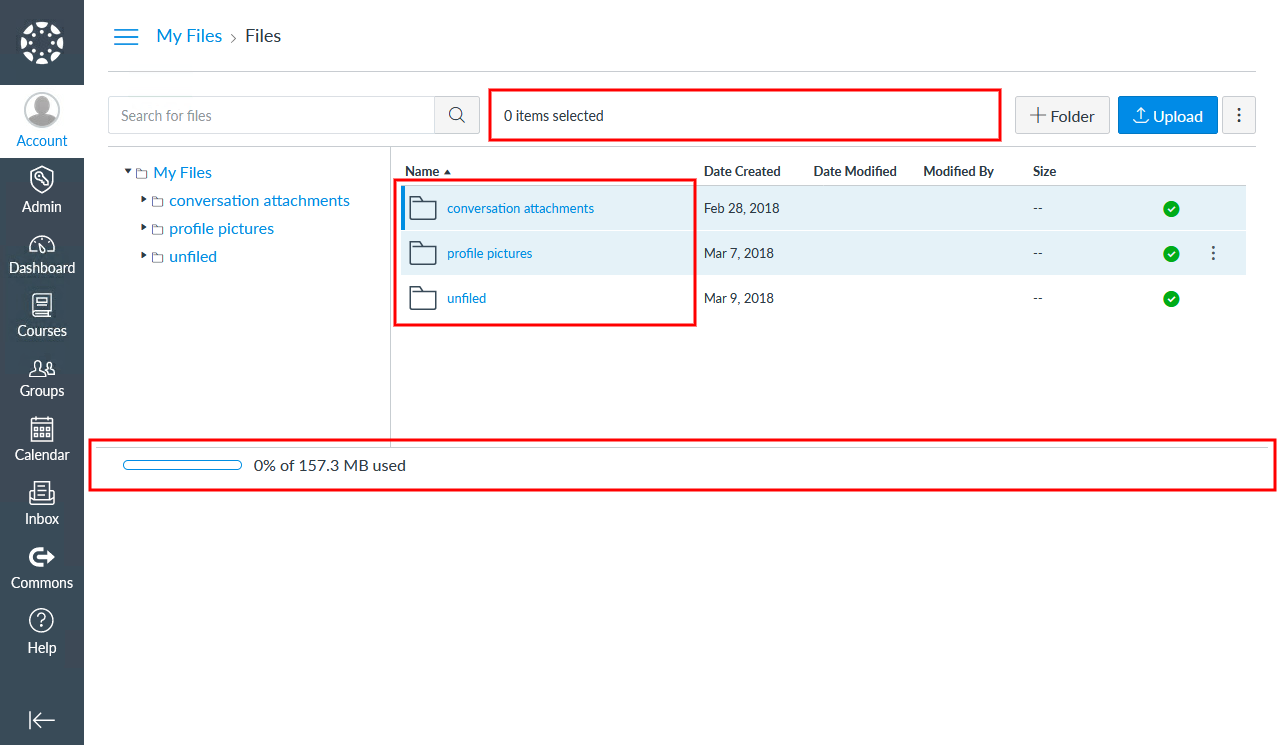 My Files > Files
Search for files
0 items selected
Folder
Upload
My Files
conversation attachments
profile pictures
unfiled
Name Date Created Date Modified Modified By Size
conversation attachments Feb 28, 2018 --
profile pictures Mar 7, 2018 --
unfiled Mar 9, 2018 --
0% of 157.3 MB used
Account
Admin
Dashboard
Courses
Groups
Calendar
Inbox
Commons
Help